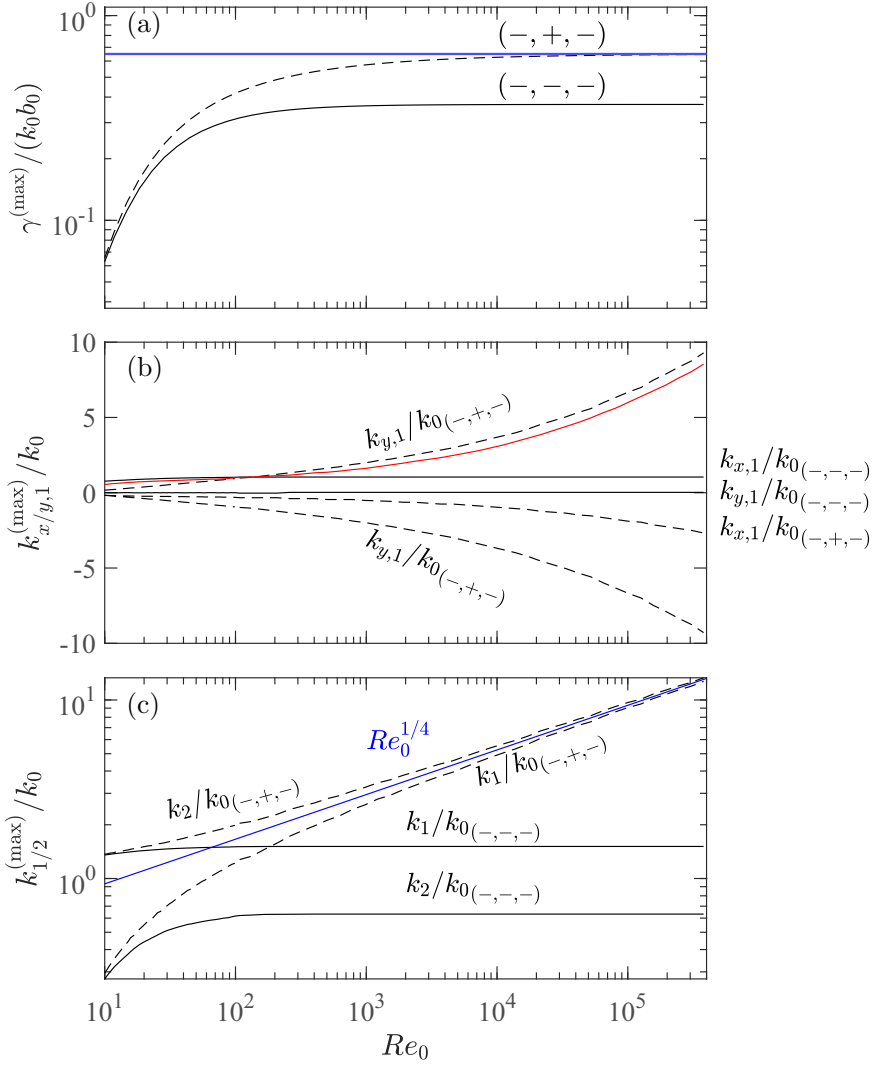 (a)
10^0
(−, +, −)
(−, −, −)
10^{-1}
γ^{(max)}/(k_0 b_0)
(b)
10
5
0
-5
-10
k_{x/y,1}^{(max)}/k_0
k_{y,1}/k_{0(−,+,−)}
k_{y,1}/k_{0(−,+,−)}
k_{x,1}/k_{0(−,−,−)}
k_{y,1}/k_{0(−,−,−)}
k_{x,1}/k_{0(−,+,−)}
(c)
10^1
10^0
k_{1/2}^{(max)}/k_0
Re_0^{1/4}
k_2/k_{0(−,+,−)}
k_1/k_{0(−,+,−)}
k_1/k_{0(−,−,−)}
k_2/k_{0(−,−,−)}
10^1 10^2 10^3 10^4 10^5
Re_0